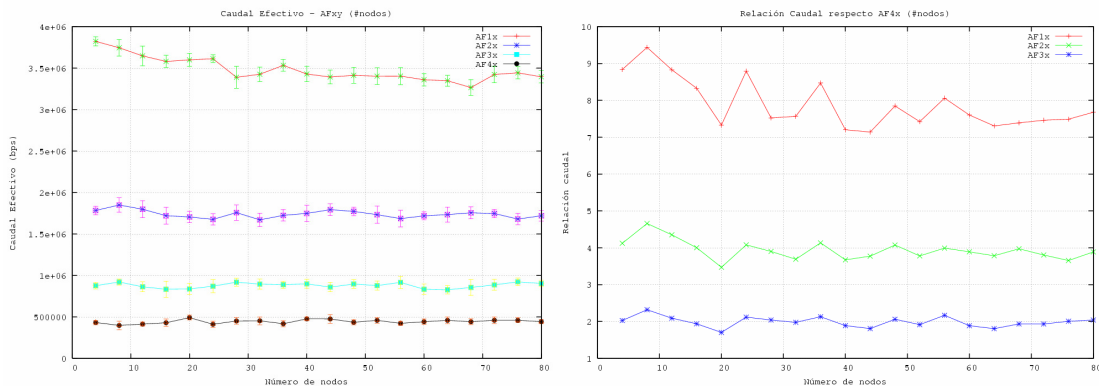 Caudal Efectivo - AFxy (#nodos)
4e+06
3.5e+06
3e+06
2.5e+06
2e+06
1.5e+06
1e+06
500000
0
Caudal Efectivo (bps)
AF1x
AF2x
AF3x
AF4x
0 10 20 30 40 50 60 70 80
Número de nodos
Relación Caudal respecto AF4x (#nodos)
10
9
8
7
6
5
4
3
2
1
Relación caudal
AF1x
AF2x
AF3x
0 10 20 30 40 50 60 70 80
Número de nodos